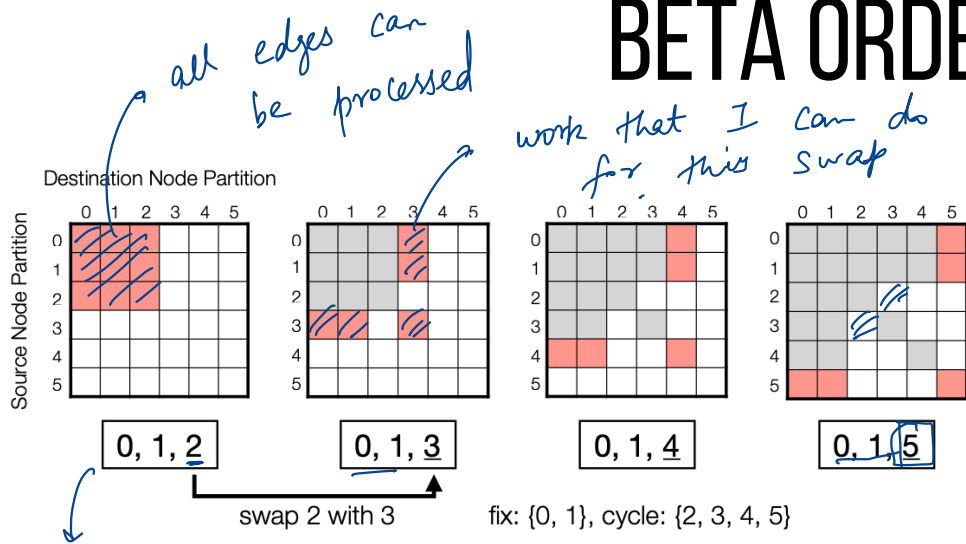 BETA ORDE
all edges can
be processed
work that I can do
for this swap
Destination Node Partition
0 1 2 3 4 5
0 1 2 3 4 5
0 1 2 3 4 5
0 1 2 3 4 5
Source Node Partition
0
1
2
3
4
5
0
1
2
3
4
5
0
1
2
3
4
5
0
1
2
3
4
5
0, 1, 2
0, 1, 3
0, 1, 4
0, 1, 5
swap 2 with 3
fix: {0, 1}, cycle: {2, 3, 4, 5}